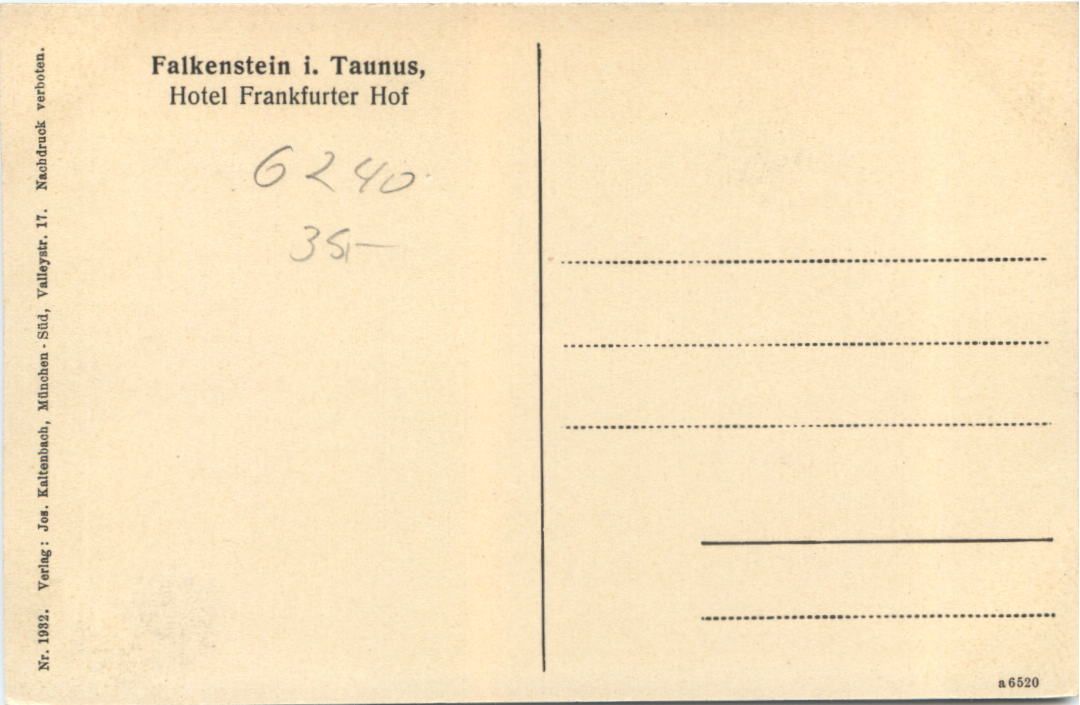 Falkenstein i. Taunus,
Hotel Frankfurter Hof
6240
35,-
Nr. 1932. Verlag: Jos. Kaltenbach, München - Süd, Valleystr. 17. Nachdruck verboten.
a 6520